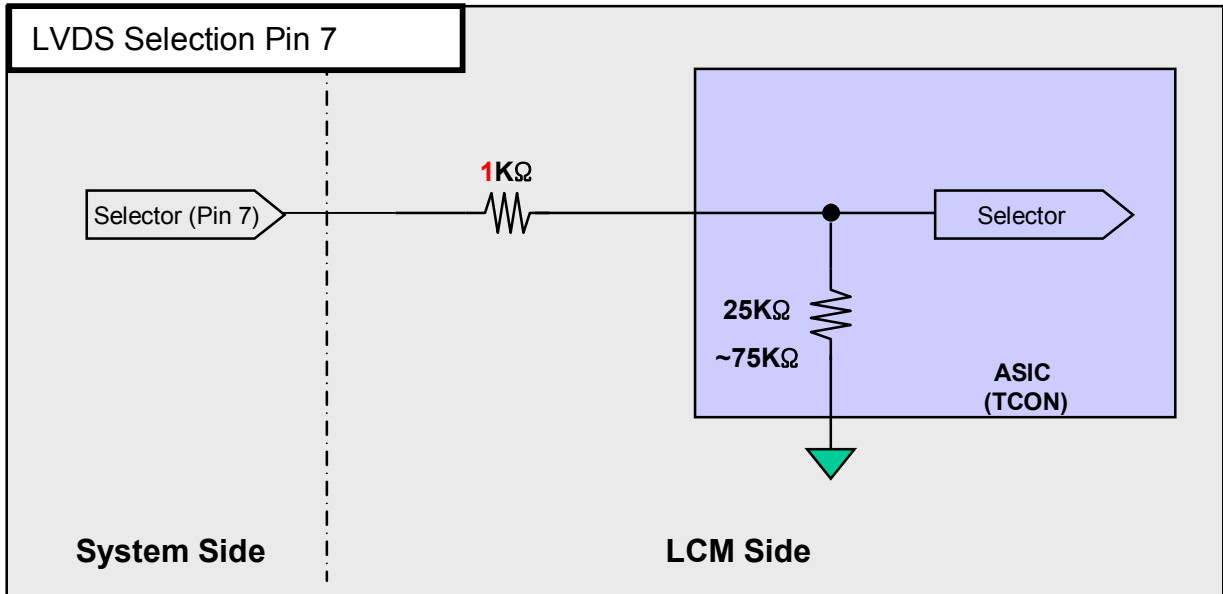 LVDS Selection Pin 7
1KΩ
Selector (Pin 7)
Selector
25KΩ
~75KΩ
ASIC
(TCON)
System Side
LCM Side